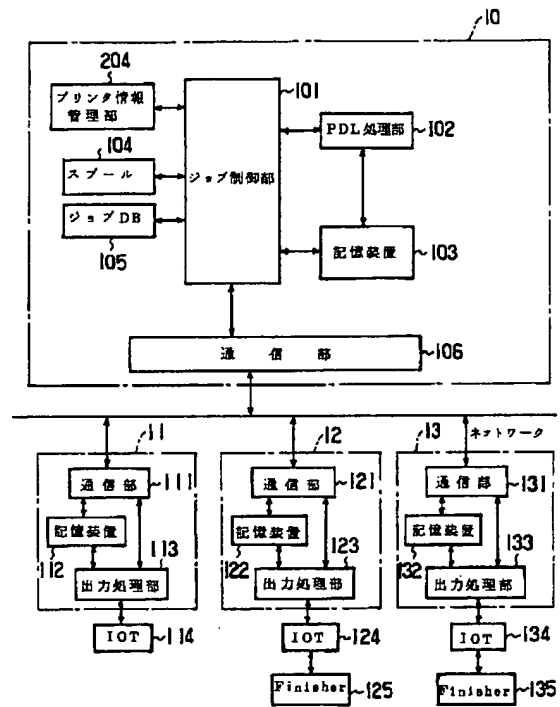 10
204
プリンタ情報
管理部
101
PDL処理部
102
104
スプール
ジョブ制御部
ジョブDB
105
記憶装置
103
通信部
106
ネットワーク
11
12
13
通信部
111
通信部
121
通信部
131
記憶装置
112
113
記憶装置
122
123
記憶装置
132
133
出力処理部
出力処理部
出力処理部
IOT
114
IOT
124
IOT
134
Finisher
125
Finisher
135